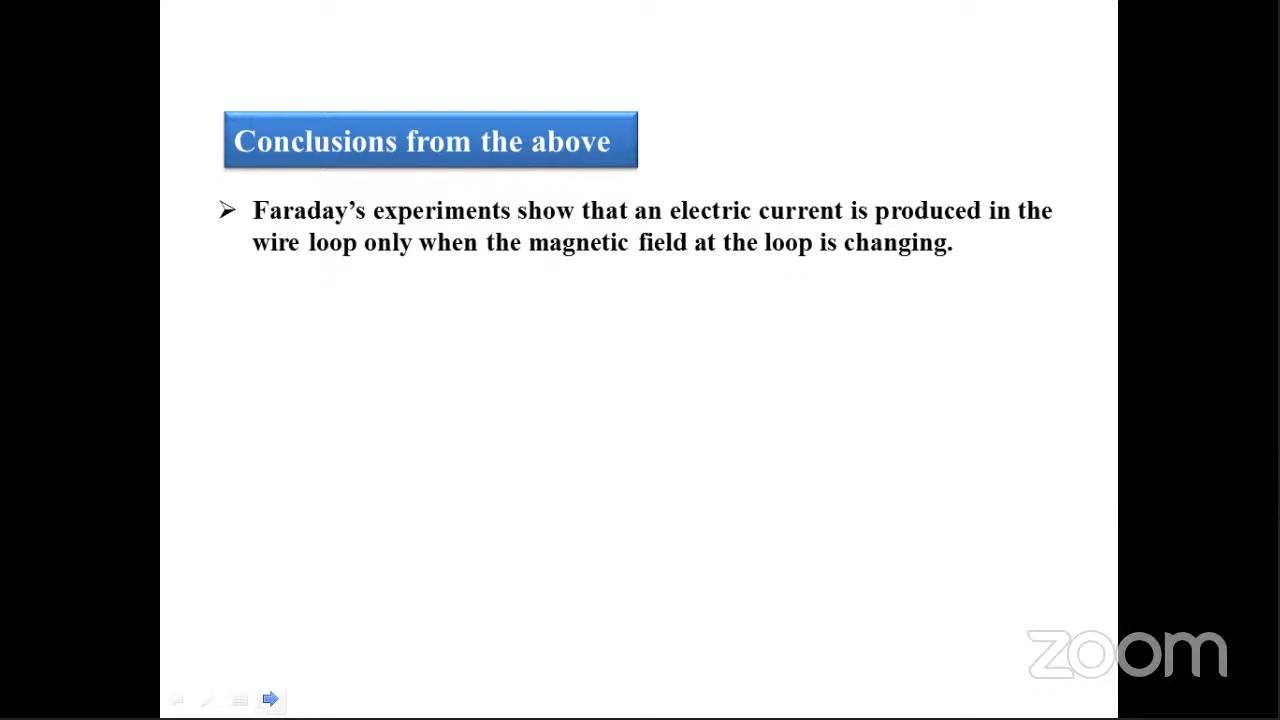 Conclusions from the above
➢ Faraday’s experiments show that an electric current is produced in the
wire loop only when the magnetic field at the loop is changing.
zoom